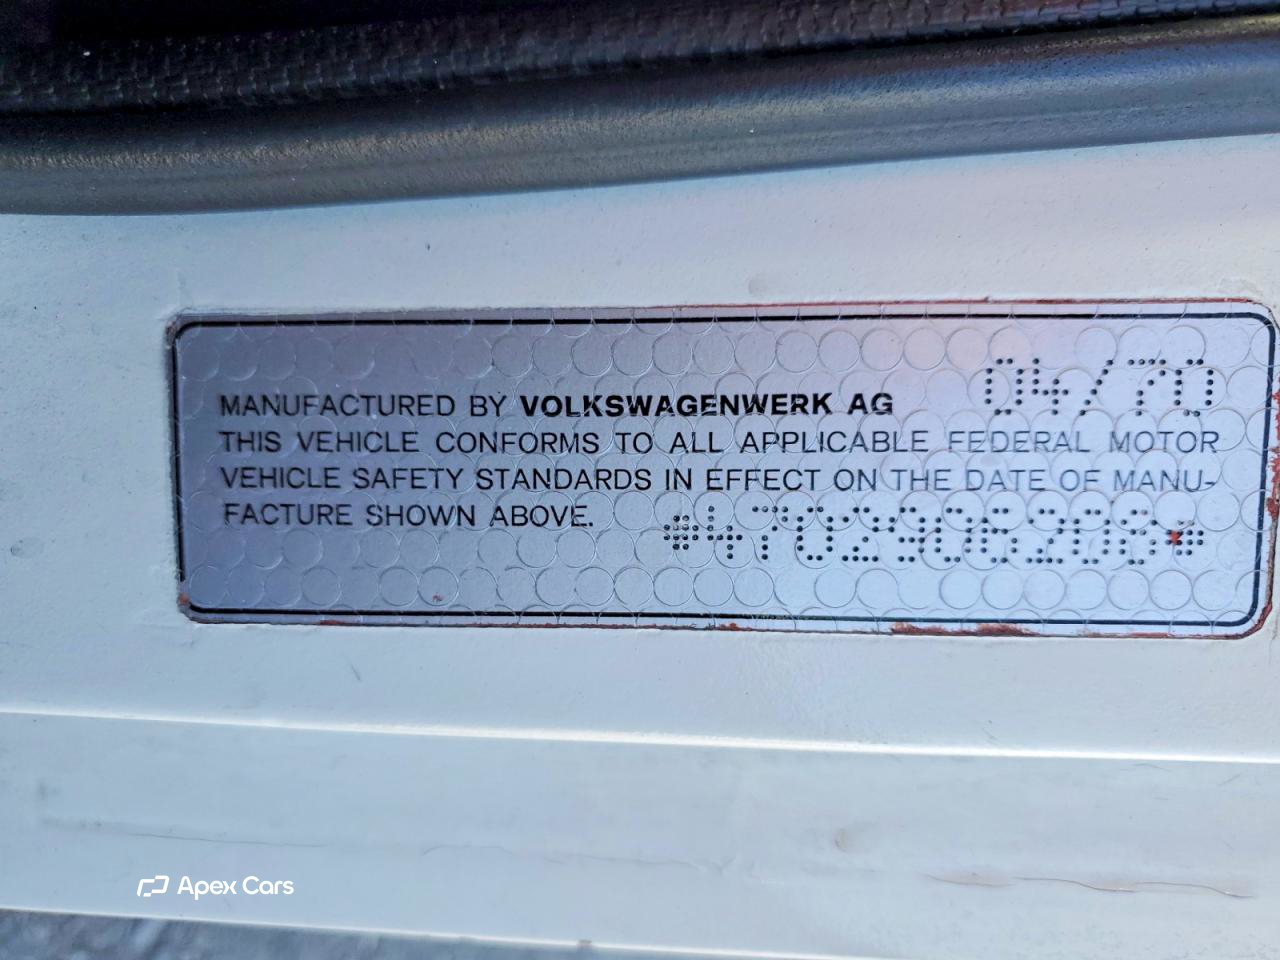 MANUFACTURED BY VOLKSWAGENWERK AG 04/70
THIS VEHICLE CONFORMS TO ALL APPLICABLE FEDERAL MOTOR
VEHICLE SAFETY STANDARDS IN EFFECT ON THE DATE OF MANU-
FACTURE SHOWN ABOVE. *4702906208*
Apex Cars